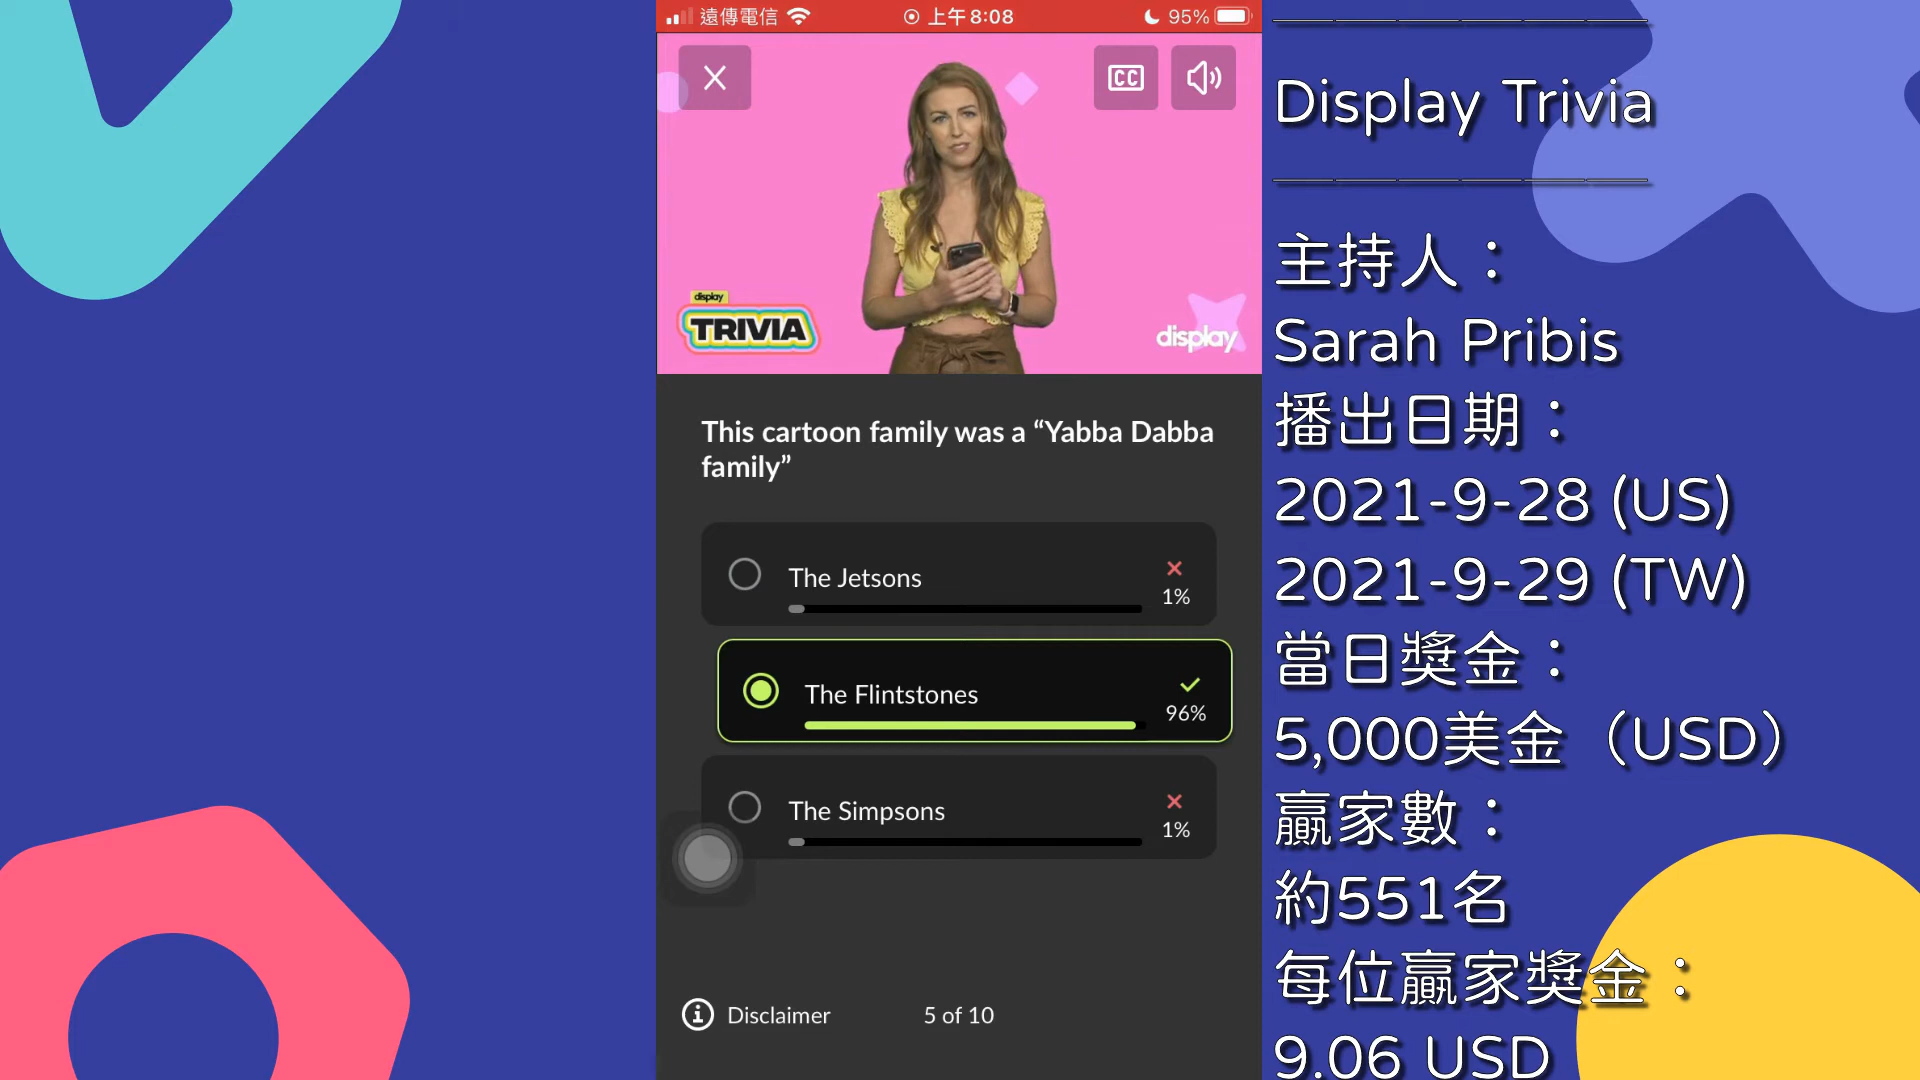 遠傳電信
上午8:08
95%
CC
display
TRIVIA
display
This cartoon family was a “Yabba Dabba
family”
The Jetsons
1%
The Flintstones
96%
The Simpsons
1%
Disclaimer
5 of 10
Display Trivia
主持人：
Sarah Pribis
播出日期：
2021-9-28 (US)
2021-9-29 (TW)
當日獎金：
5,000美金（USD）
贏家數：
約551名
每位贏家獎金：
9.06 USD